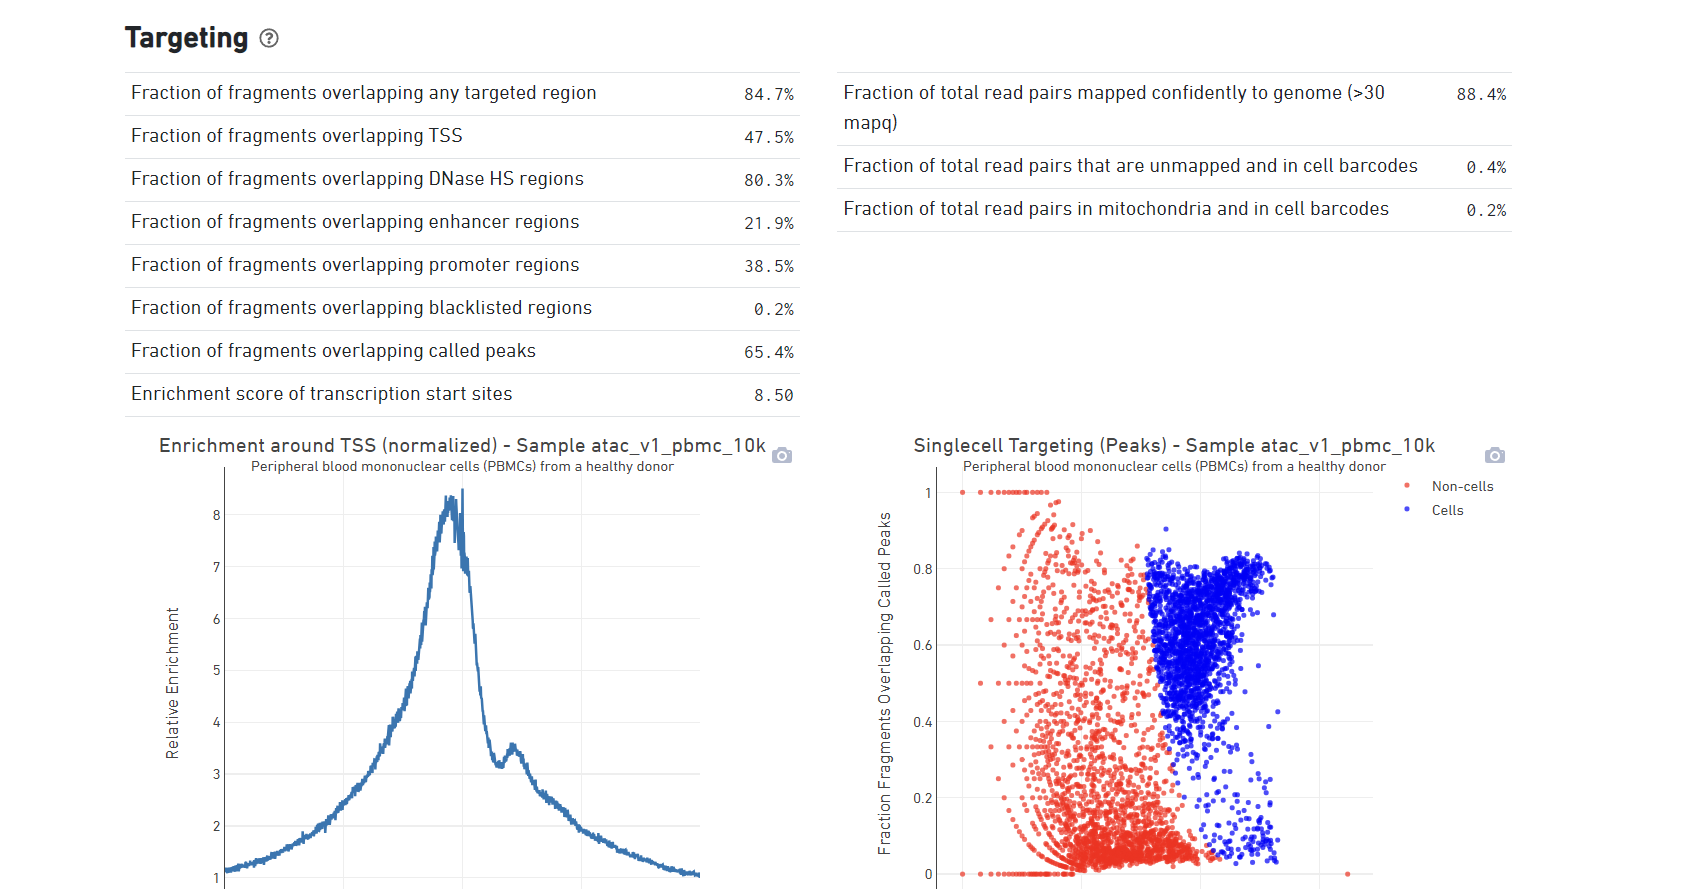 Targeting ?
Fraction of fragments overlapping any targeted region 84.7%
Fraction of fragments overlapping TSS 47.5%
Fraction of fragments overlapping DNase HS regions 80.3%
Fraction of fragments overlapping enhancer regions 21.9%
Fraction of fragments overlapping promoter regions 38.5%
Fraction of fragments overlapping blacklisted regions 0.2%
Fraction of fragments overlapping called peaks 65.4%
Enrichment score of transcription start sites 8.50
Fraction of total read pairs mapped confidently to genome (>30 88.4%
mapq)
Fraction of total read pairs that are unmapped and in cell barcodes 0.4%
Fraction of total read pairs in mitochondria and in cell barcodes 0.2%
Enrichment around TSS (normalized) - Sample atac_v1_pbmc_10k
Peripheral blood mononuclear cells (PBMCs) from a healthy donor
Relative Enrichment
8
7
6
5
4
3
2
1
Singlecell Targeting (Peaks) - Sample atac_v1_pbmc_10k
Peripheral blood mononuclear cells (PBMCs) from a healthy donor
Non-cells
Cells
Fraction Fragments Overlapping Called Peaks
1
0.8
0.6
0.4
0.2
0